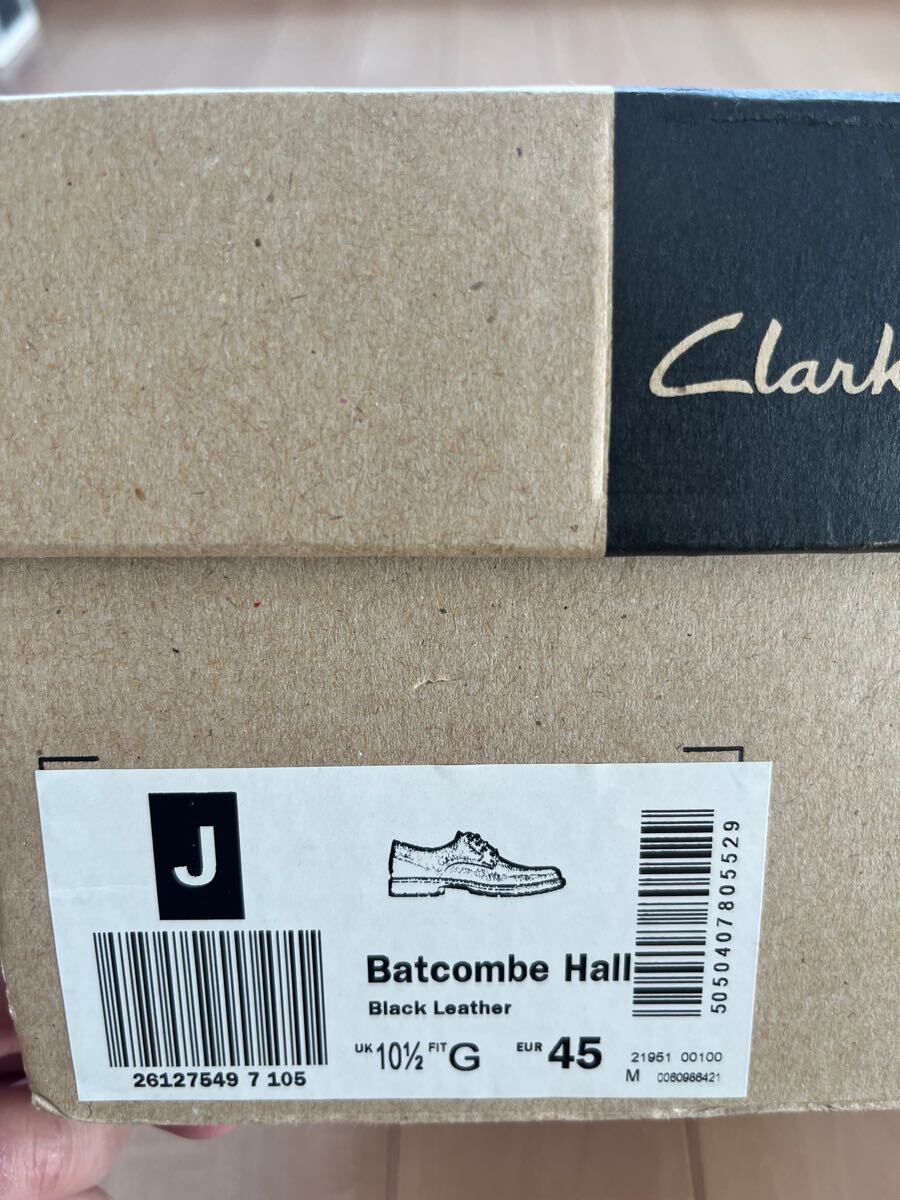 Clark
J
26127549 7 105
Batcombe Hall
Black Leather
UK 10½ FIT G EUR 45
5050407805529
21951 00100
M 0060986421